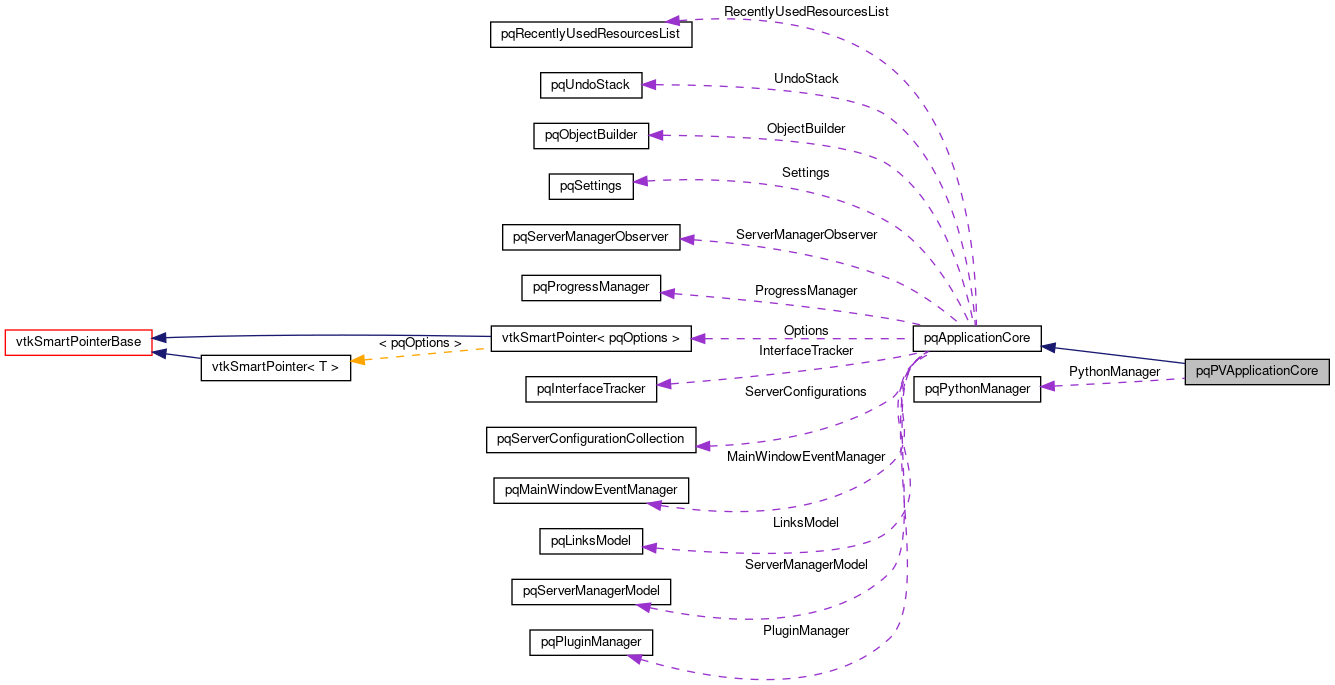 RecentlyUsedResourcesList
pqRecentlyUsedResourcesList
UndoStack
pqUndoStack
ObjectBuilder
pqObjectBuilder
Settings
pqSettings
ServerManagerObserver
pqServerManagerObserver
ProgressManager
pqProgressManager
Options
vtkSmartPointerBase
< pqOptions >
vtkSmartPointer< pqOptions >
pqApplicationCore
vtkSmartPointer< T >
InterfaceTracker
PythonManager
pqPVApplicationCore
pqInterfaceTracker
pqPythonManager
ServerConfigurations
pqServerConfigurationCollection
MainWindowEventManager
pqMainWindowEventManager
LinksModel
pqLinksModel
ServerManagerModel
pqServerManagerModel
PluginManager
pqPluginManager